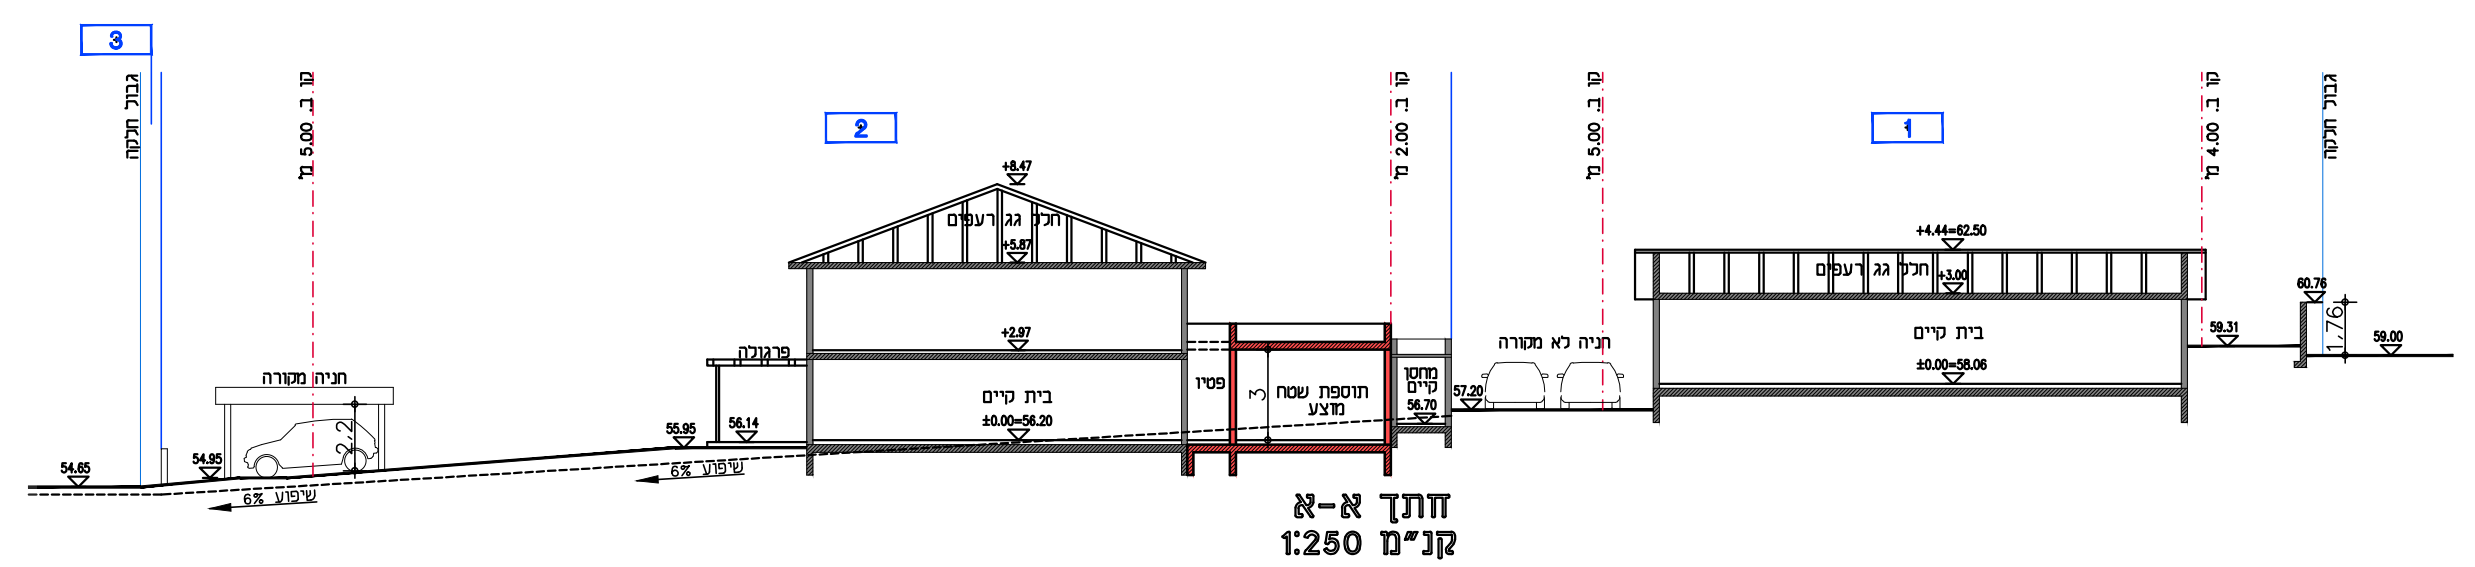 3
גבול חלקה
קו ב. 5.00 מ'
2
קו ב. 2.00 מ'
קו ב. 5.00 מ'
1
קו ב. 4.00 מ'
גבול חלקה
+8.47
חלל גג רעפים
+5.87
+4.44=62.50
חלל גג רעפים
+3.00
60.76
1,76
59.31
59.00
+2.97
פרגולה
חניה לא מקורה
בית קיים
±0.00=58.06
חניה מקורה
2,2
בית קיים
±0.00=56.20
פטיו
3
תוספת שטח
מוצע
מחסן
קיים
56.70
57.20
56.14
55.95
54.95
54.65
שיפוע 6%
שיפוע 6%
חתך א-א
קנ"מ 1:250